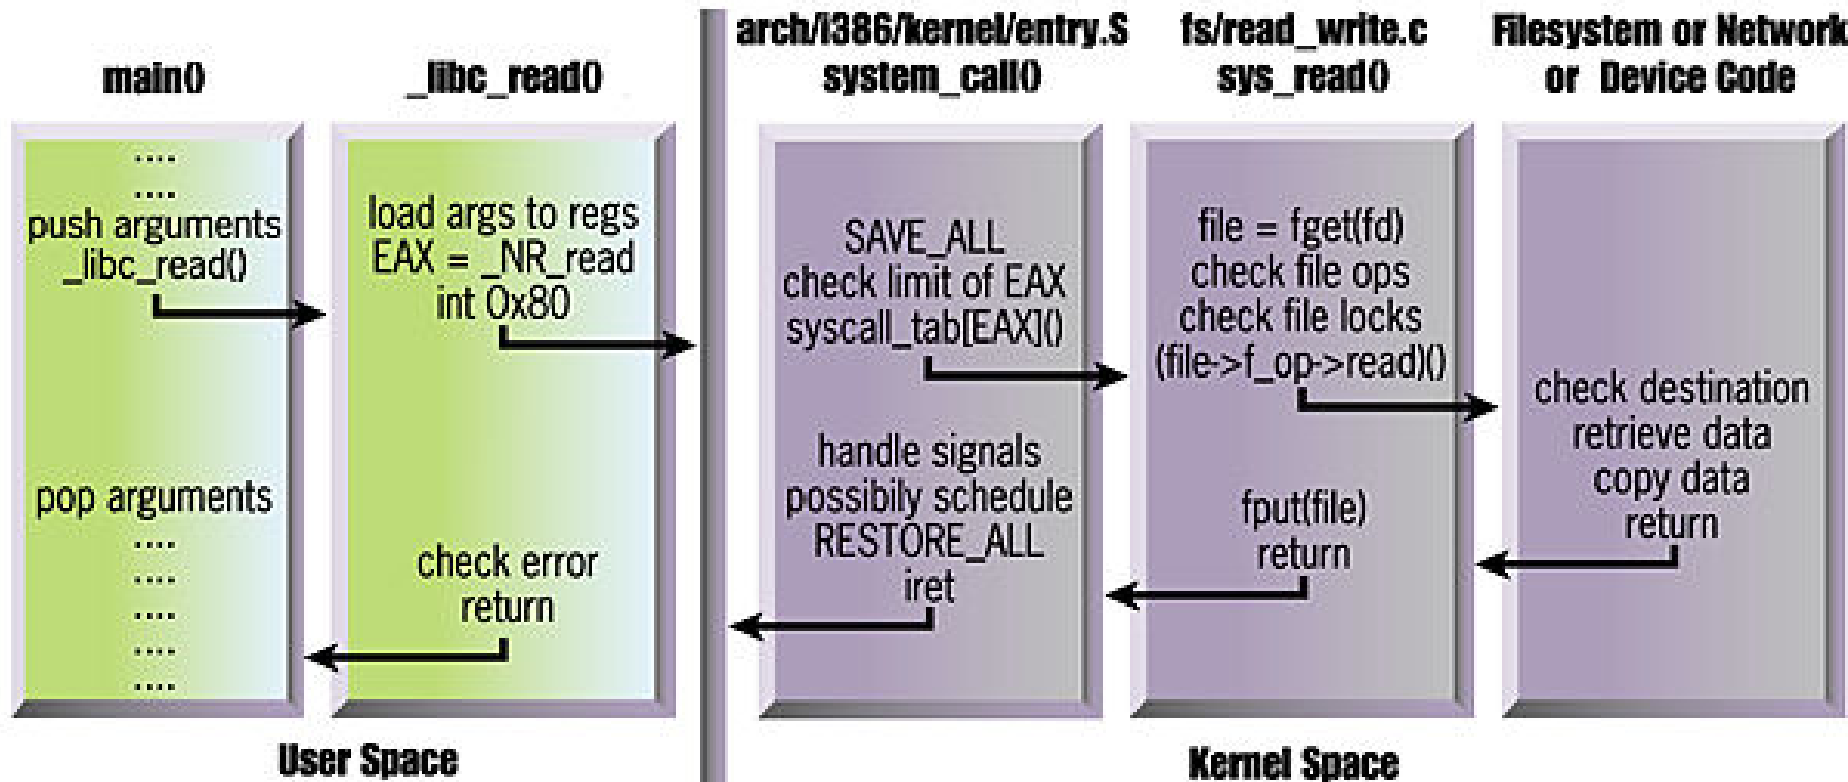 main()
....
....
push arguments
_libc_read()
pop arguments
....
....
....
....
....
_libc_read()
load args to regs
EAX = _NR_read
int 0x80
check error
return
User Space
arch/i386/kernel/entry.S
system_call()
SAVE_ALL
check limit of EAX
syscall_tab[EAX]()
handle signals
possibily schedule
RESTORE_ALL
iret
fs/read_write.c
sys_read()
file = fget(fd)
check file ops
check file locks
(file->f_op->read)()
fput(file)
return
Filesystem or Network
or Device Code
check destination
retrieve data
copy data
return
Kernel Space